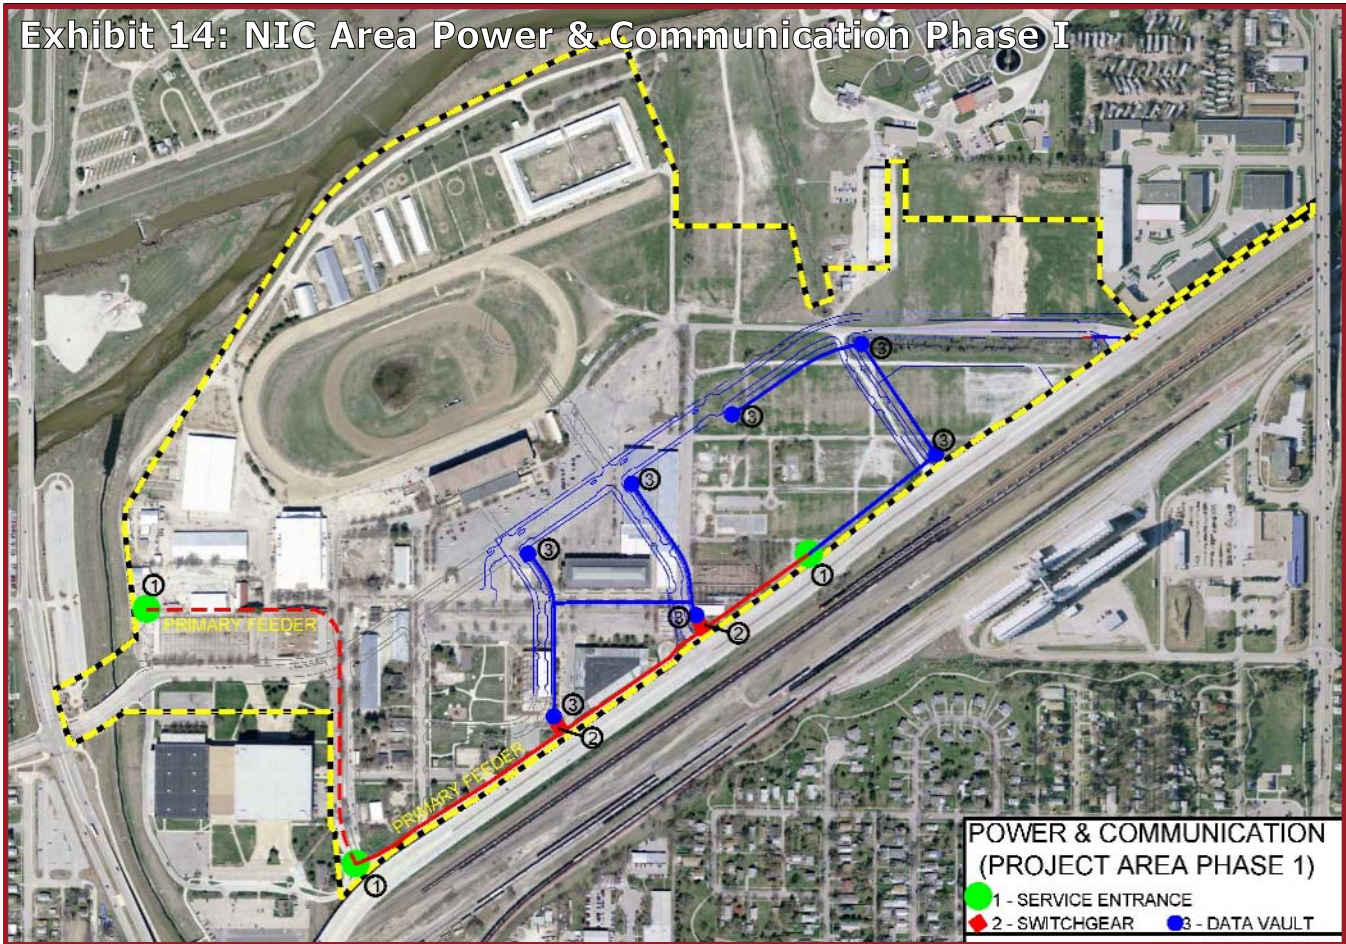 Exhibit 14: NIC Area Power & Communication Phase I
3
3
3
3
3
1
1
3
2
PRIMARY FEEDER
3
2
PRIMARY FEEDER
1
POWER & COMMUNICATION
(PROJECT AREA PHASE 1)
1 - SERVICE ENTRANCE
2 - SWITCHGEAR 3 - DATA VAULT